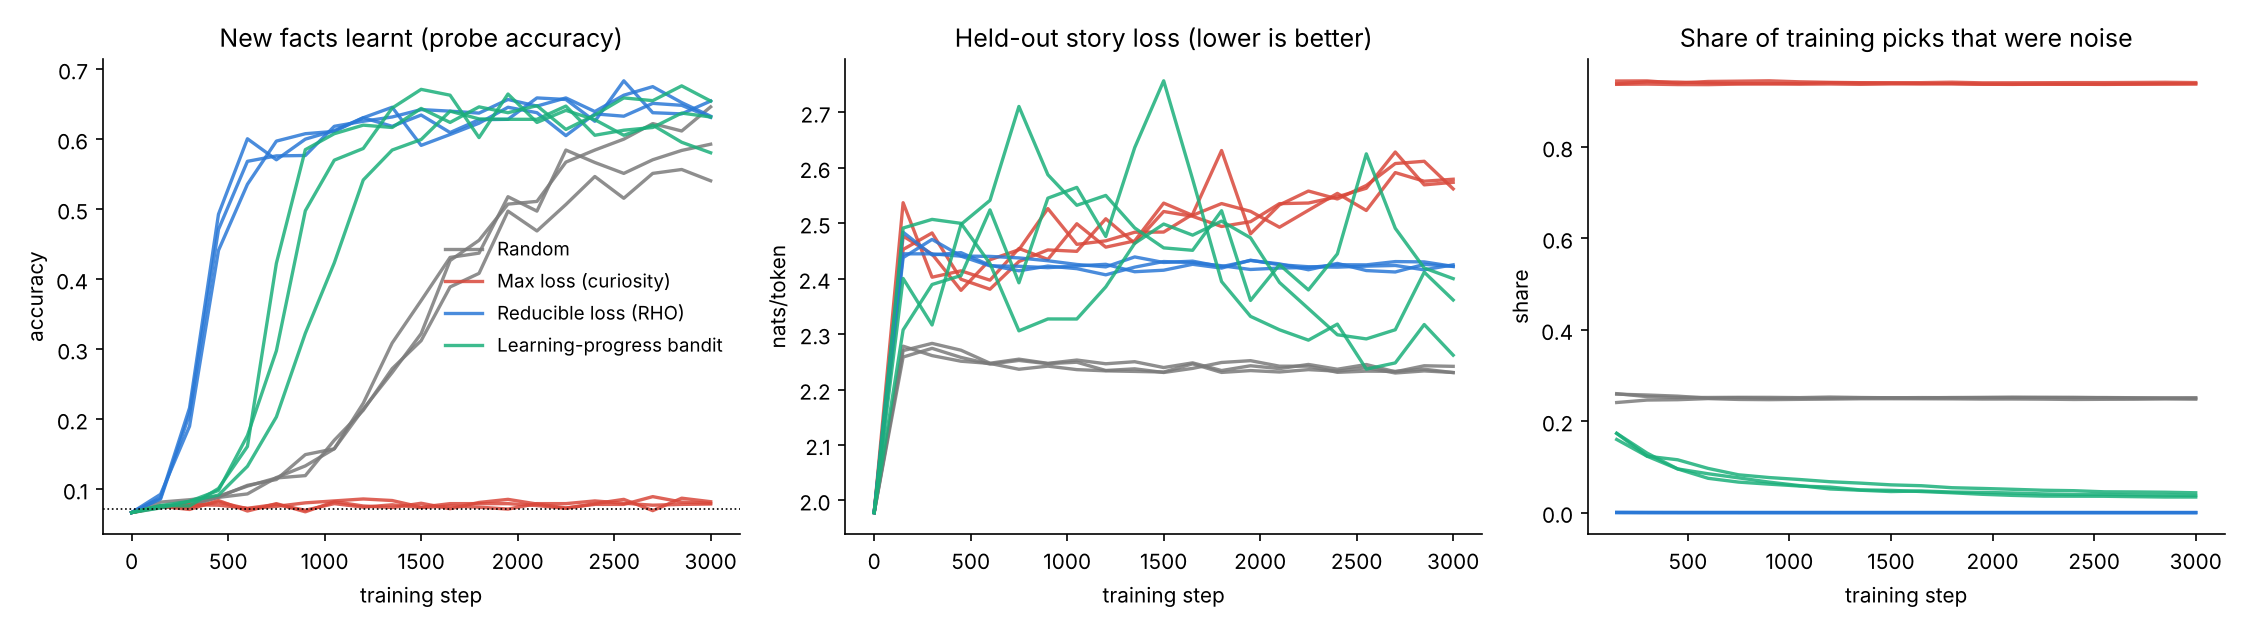 New facts learnt (probe accuracy)
0.7
0.6
0.5
0.4
0.3
0.2
0.1
accuracy
0 500 1000 1500 2000 2500 3000
training step
Random
Max loss (curiosity)
Reducible loss (RHO)
Learning-progress bandit
Held-out story loss (lower is better)
2.7
2.6
2.5
2.4
2.3
2.2
2.1
2.0
nats/token
0 500 1000 1500 2000 2500 3000
training step
Share of training picks that were noise
0.8
0.6
0.4
0.2
0.0
share
500 1000 1500 2000 2500 3000
training step